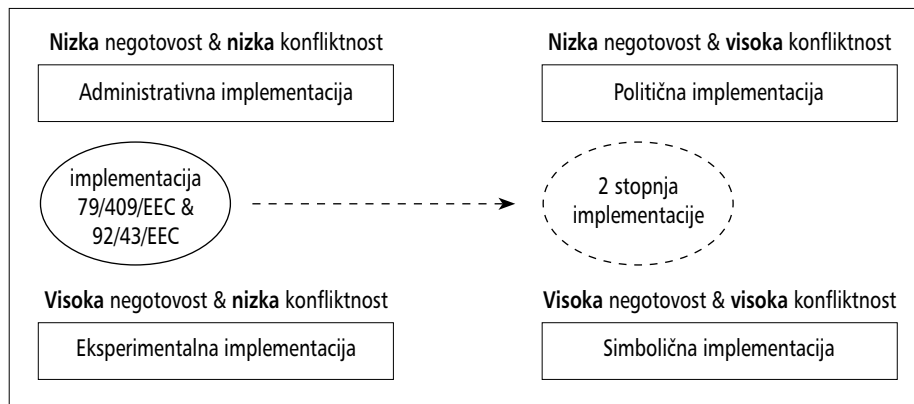 Nizka negotovost & nizka konfliktnost
Administrativna implementacija
Nizka negotovost & visoka konfliktnost
Politična implementacija
implementacija
79/409/EEC &
92/43/EEC
2 stopnja
implementacije
Visoka negotovost & nizka konfliktnost
Eksperimentalna implementacija
Visoka negotovost & visoka konfliktnost
Simbolična implementacija